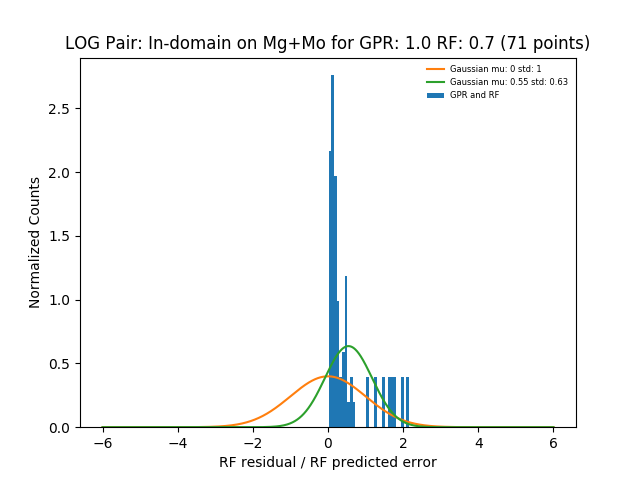 LOG Pair: In-domain on Mg+Mo for GPR: 1.0 RF: 0.7 (71 points)
Gaussian mu: 0 std: 1
Gaussian mu: 0.55 std: 0.63
GPR and RF
Normalized Counts
2.5
2.0
1.5
1.0
0.5
0.0
−6 −4 −2 0 2 4 6
RF residual / RF predicted error